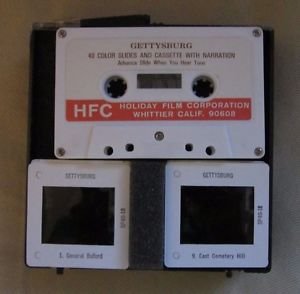 GETTYSBURG
40 COLOR SLIDES AND CASSETTE WITH NARRATION
Advance Slide When You Hear Tone
HFC
HOLIDAY FILM CORPORATION
WHITTIER CALIF. 90608
GETTYSBURG
1. General Buford
GETTYSBURG
9. East Cemetery Hill